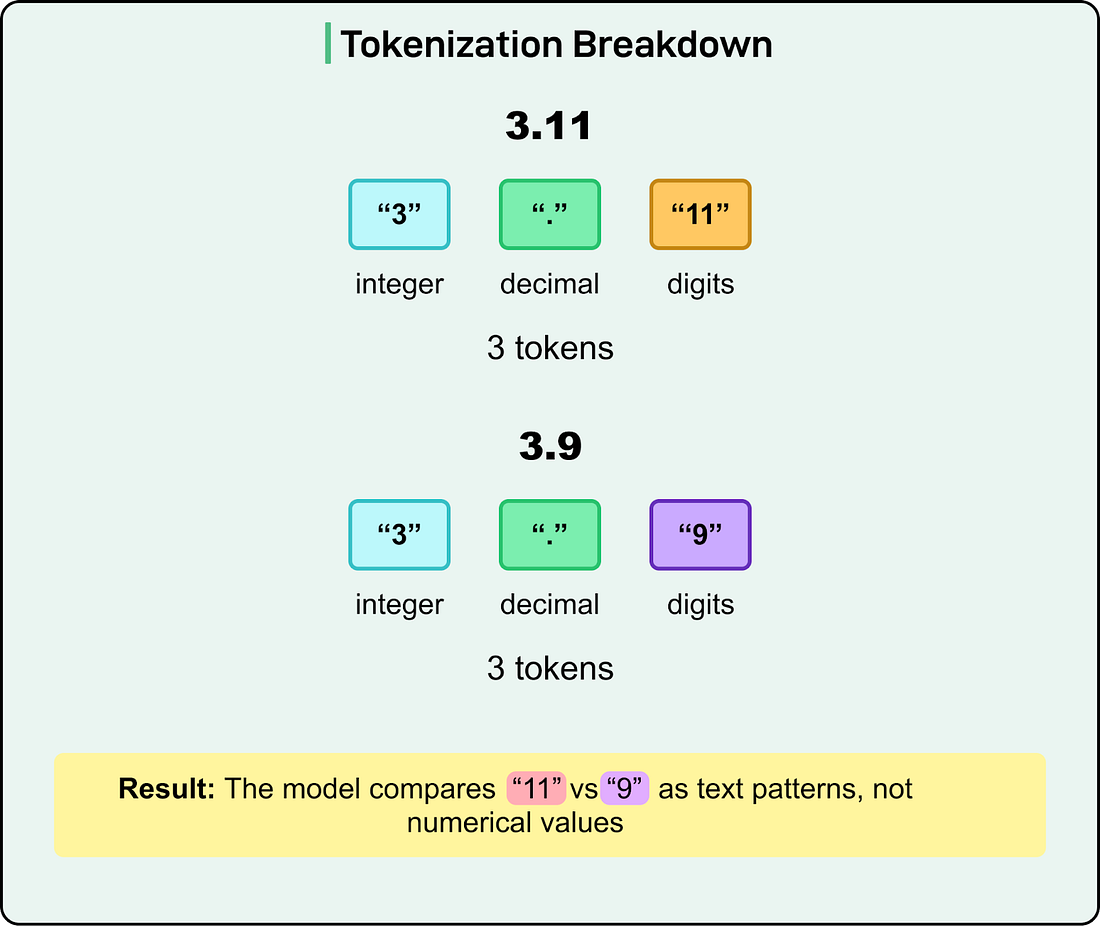 Tokenization Breakdown
3.11
“3” “.” “11”
integer decimal digits
3 tokens
3.9
“3” “.” “9”
integer decimal digits
3 tokens
Result: The model compares “11” vs “9” as text patterns, not
numerical values